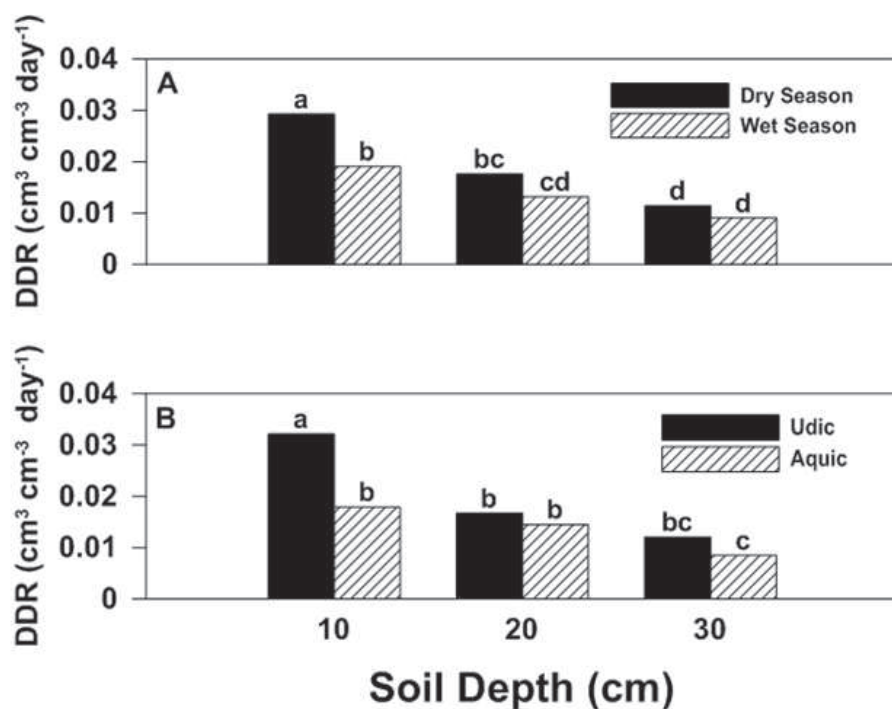 A
DDR (cm³ cm⁻³ day⁻¹)
0.04
0.03
0.02
0.01
0
a
b
bc
cd
d
d
Dry Season
Wet Season
B
DDR (cm³ cm⁻³ day⁻¹)
0.04
0.03
0.02
0.01
0
a
b
b
b
bc
c
Udic
Aquic
10 20 30
Soil Depth (cm)